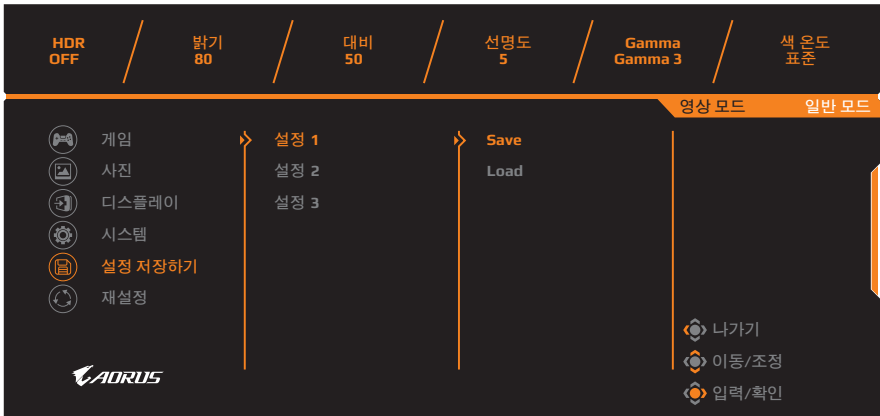 HDR
OFF
밝기
80
대비
50
선명도
5
Gamma
Gamma 3
색 온도
표준
영상 모드 일반 모드
게임
사진
디스플레이
시스템
설정 저장하기
재설정
설정 1
설정 2
설정 3
Save
Load
나가기
이동/조정
입력/확인
AORUS